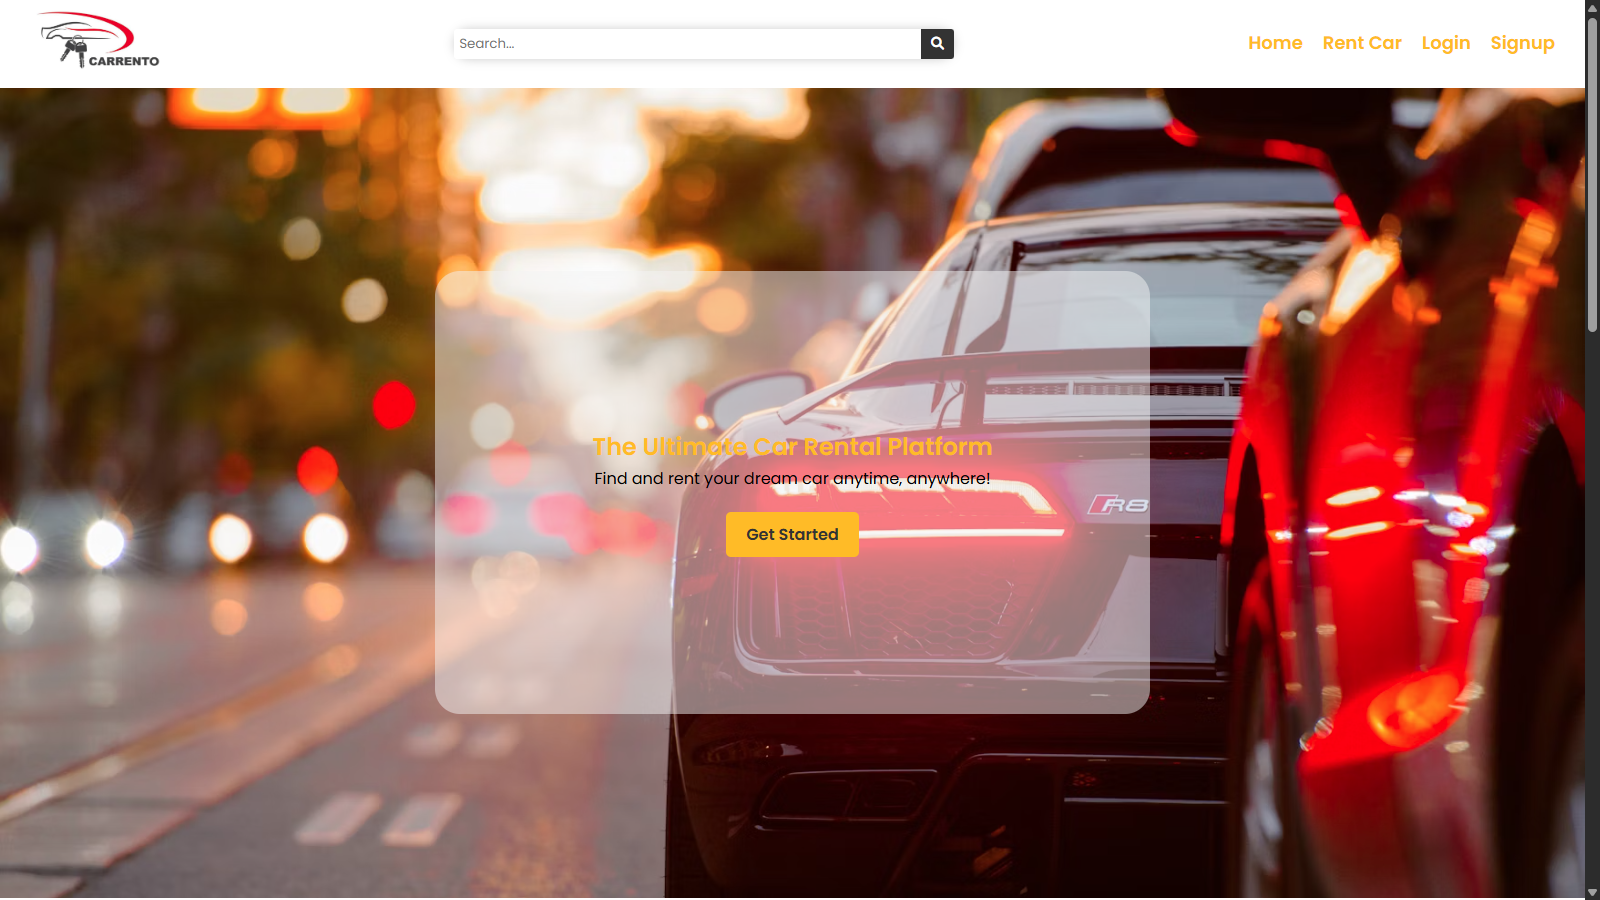 CARRENTO
Search...
Home
Rent Car
Login
Signup
The Ultimate Car Rental Platform
Find and rent your dream car anytime, anywhere!
Get Started
R8